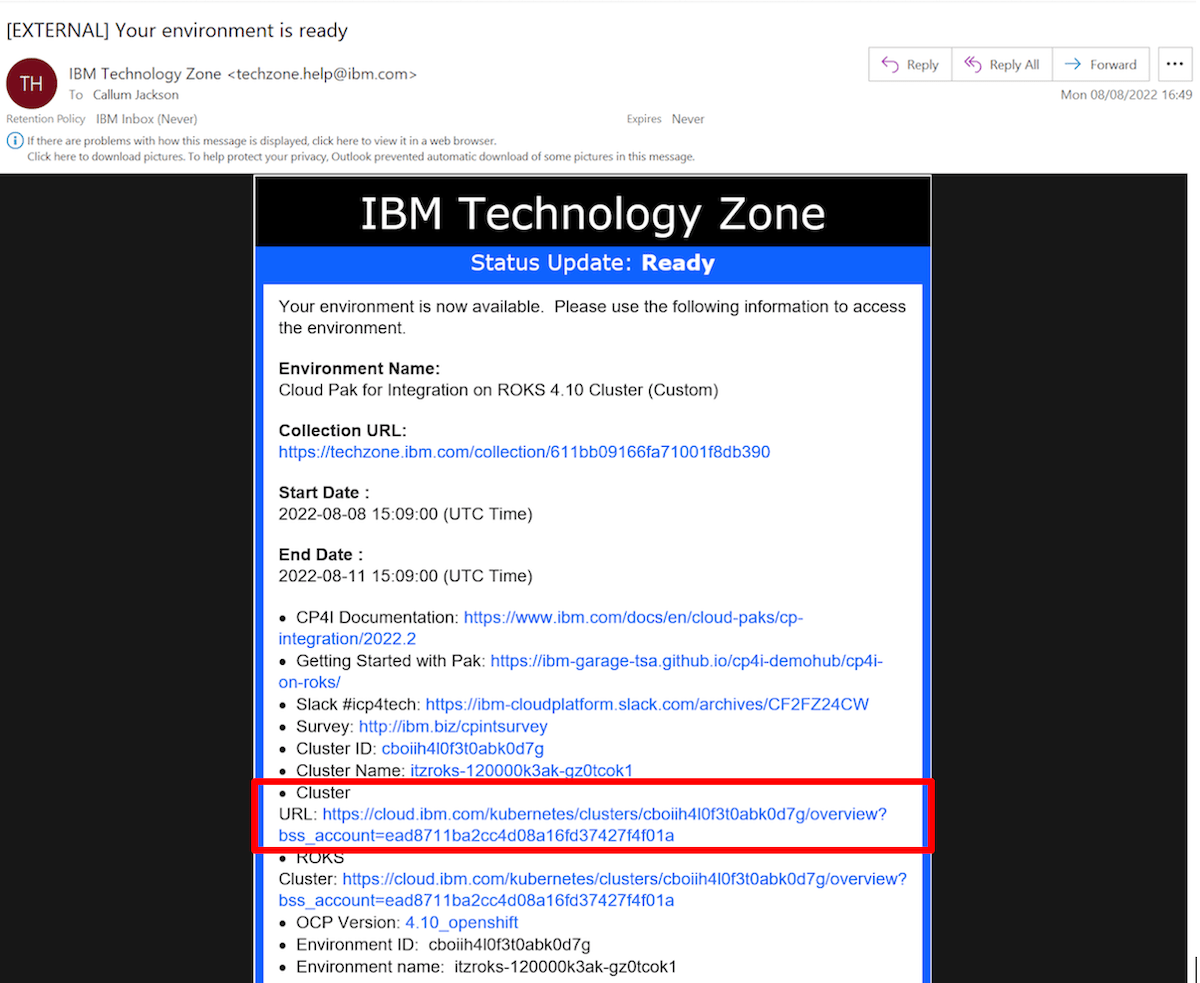 [EXTERNAL] Your environment is ready
TH
IBM Technology Zone <techzone.help@ibm.com>
To Callum Jackson
Reply
Reply All
Forward
...
Mon 08/08/2022 16:49
Retention Policy IBM Inbox (Never)
Expires Never
If there are problems with how this message is displayed, click here to view it in a web browser.
Click here to download pictures. To help protect your privacy, Outlook prevented automatic download of some pictures in this message.
IBM Technology Zone
Status Update: Ready
Your environment is now available. Please use the following information to access
the environment.
Environment Name:
Cloud Pak for Integration on ROKS 4.10 Cluster (Custom)
Collection URL:
https://techzone.ibm.com/collection/611bb09166fa71001f8db390
Start Date :
2022-08-08 15:09:00 (UTC Time)
End Date :
2022-08-11 15:09:00 (UTC Time)
• CP4I Documentation: https://www.ibm.com/docs/en/cloud-paks/cp-
integration/2022.2
• Getting Started with Pak: https://ibm-garage-tsa.github.io/cp4i-demohub/cp4i-
on-roks/
• Slack #icp4tech: https://ibm-cloudplatform.slack.com/archives/CF2FZ24CW
• Survey: http://ibm.biz/cpintsurvey
• Cluster ID: cboiih4l0f3t0abk0d7g
• Cluster Name: itzroks-120000k3ak-gz0tcok1
• Cluster
URL: https://cloud.ibm.com/kubernetes/clusters/cboiih4l0f3t0abk0d7g/overview?
bss_account=ead8711ba2cc4d08a16fd37427f4f01a
• ROKS
Cluster: https://cloud.ibm.com/kubernetes/clusters/cboiih4l0f3t0abk0d7g/overview?
bss_account=ead8711ba2cc4d08a16fd37427f4f01a
• OCP Version: 4.10_openshift
• Environment ID: cboiih4l0f3t0abk0d7g
• Environment name: itzroks-120000k3ak-gz0tcok1